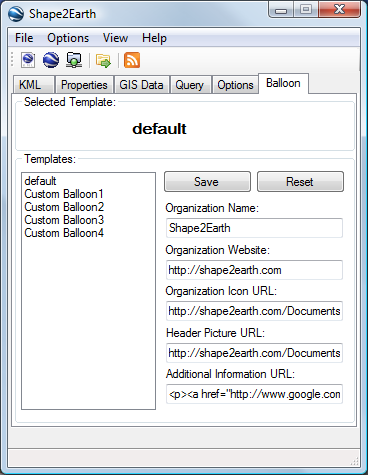 Shape2Earth
File Options View Help
KML Properties GIS Data Query Options Balloon
Selected Template:
default
Templates:
default
Custom Balloon1
Custom Balloon2
Custom Balloon3
Custom Balloon4
Save Reset
Organization Name:
Shape2Earth
Organization Website:
http://shape2earth.com
Organization Icon URL:
http://shape2earth.com/Documents
Header Picture URL:
http://shape2earth.com/Documents
Additional Information URL:
<p><a href="http://www.google.con